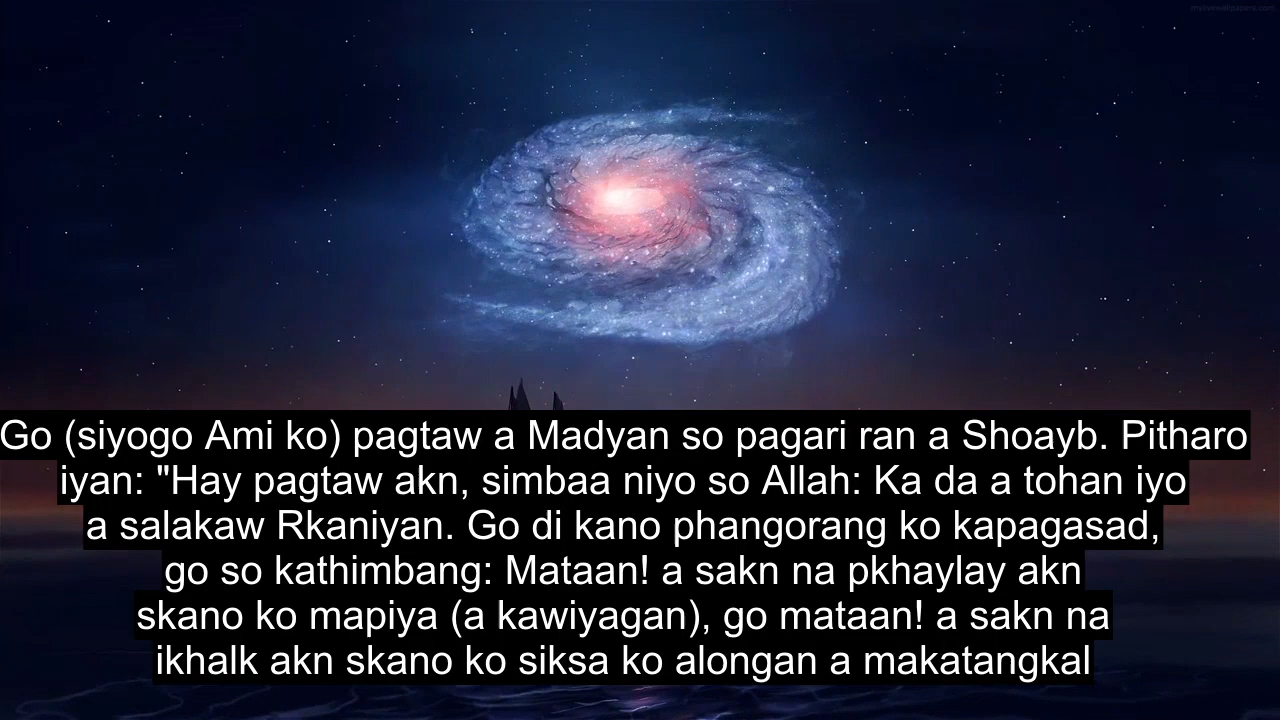 mylivewallpapers.com
Go (siyogo Ami ko) pagtaw a Madyan so pagari ran a Shoayb. Pitharo
iyan: "Hay pagtaw akn, simbaa niyo so Allah: Ka da a tohan iyo
a salakaw Rkaniyan. Go di kano phangorang ko kapagasad,
go so kathimbang: Mataan! a sakn na pkhaylay akn
skano ko mapiya (a kawiyagan), go mataan! a sakn na
ikhalk akn skano ko siksa ko alongan a makatangkal